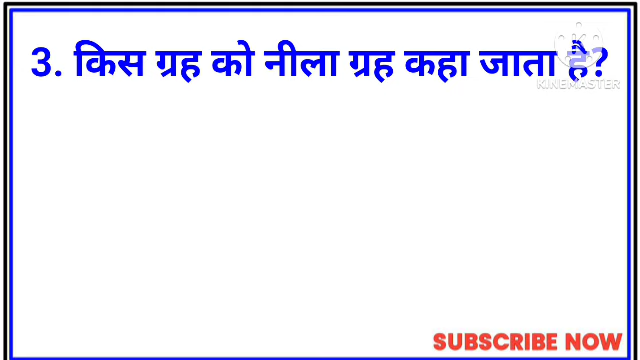 3. किस ग्रह को नीला ग्रह कहा जाता है?
KINEMASTER
SUBSCRIBE NOW